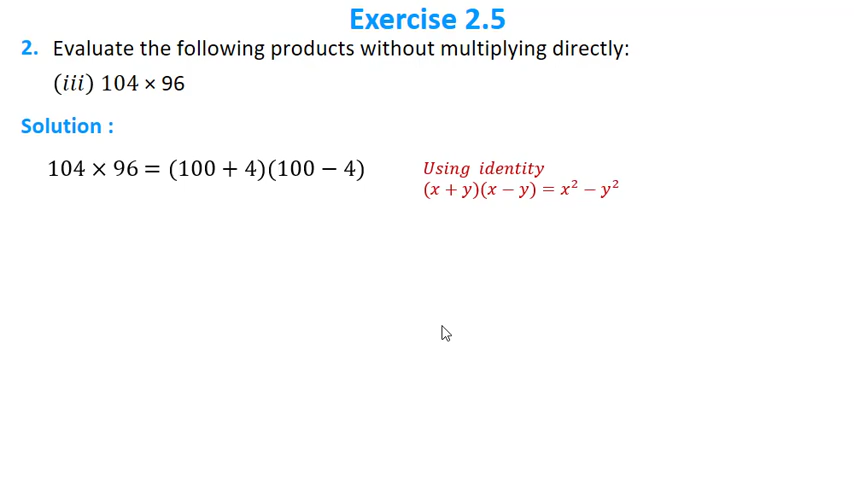 Exercise 2.5
2. Evaluate the following products without multiplying directly:
(iii) 104 × 96
Solution :
104 × 96 = (100 + 4)(100 − 4)
Using identity
(x + y)(x − y) = x² − y²